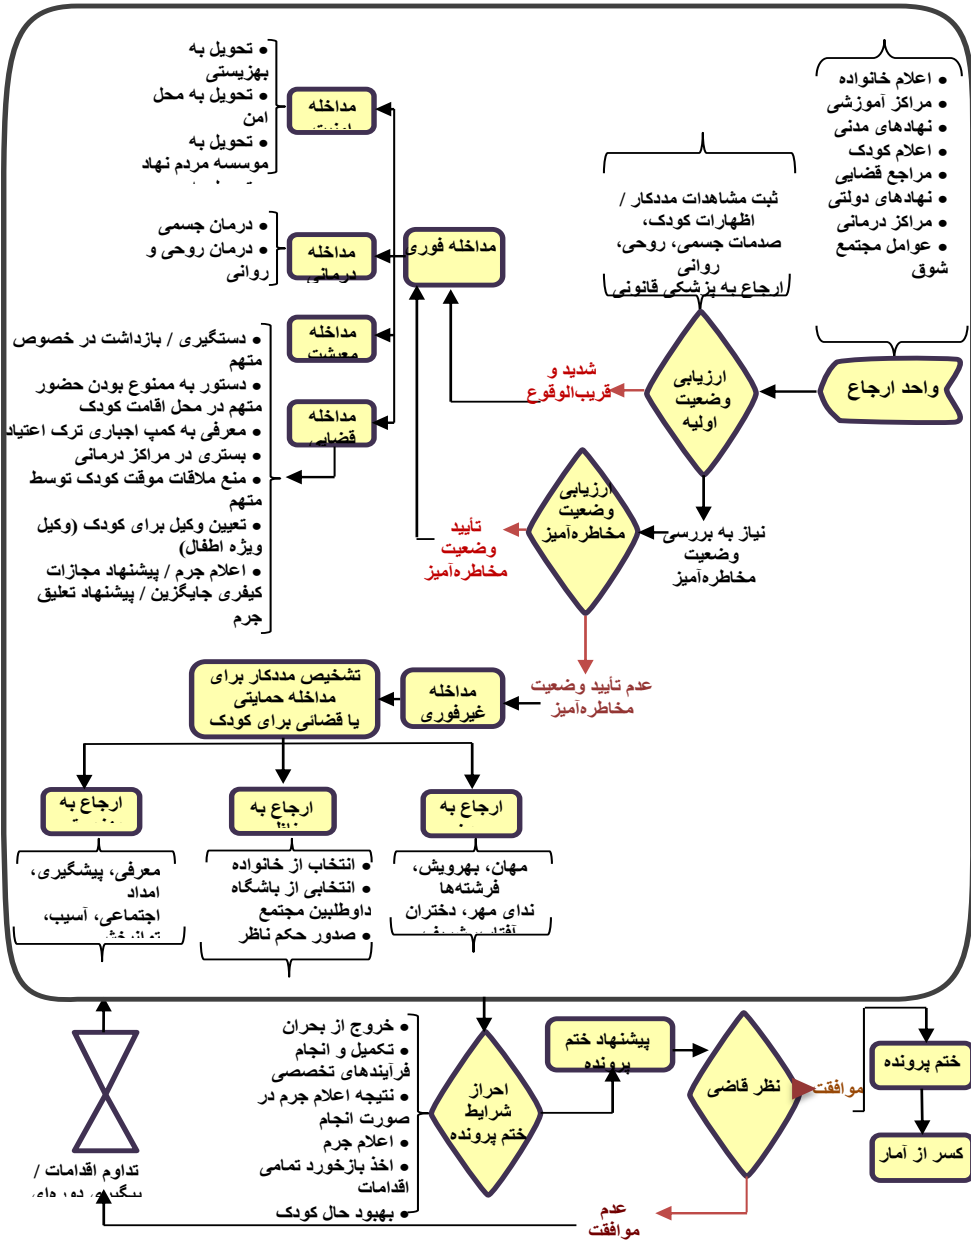 • اعلام خانواده
• مراکز آموزشی
• نهادهای مدنی
• اعلام کودک
• مراجع قضایی
• نهادهای دولتی
• مراکز درمانی
• عوامل مجتمع
شوق
واحد ارجاع
ثبت مشاهدات مددکار /
اظهارات کودک،
صدمات جسمی، روحی،
روانی
ارجاع به پزشکی قانونی
ارزیابی
وضعیت
اولیه
شدید و
قریب‌الوقوع
مداخله فوری
مداخله
• تحویل به
بهزیستی
• تحویل به محل
امن
• تحویل به
موسسه مردم نهاد
مداخله
درمانی
• درمان جسمی
• درمان روحی و
روانی
مداخله
معیشت
مداخله
قضایی
• دستگیری / بازداشت در خصوص
متهم
• دستور به ممنوع بودن حضور
متهم در محل اقامت کودک
• معرفی به کمپ اجباری ترک اعتیاد
• بستری در مراکز درمانی
• منع ملاقات موقت کودک توسط
متهم
• تعیین وکیل برای کودک (وکیل
ویژه اطفال)
• اعلام جرم / پیشنهاد مجازات
کیفری جایگزین / پیشنهاد تعلیق
جرم
نیاز به بررسی
وضعیت
مخاطره‌آمیز
ارزیابی
وضعیت
مخاطره‌آمیز
تأیید
وضعیت
مخاطره‌آمیز
عدم تأیید وضعیت
مخاطره‌آمیز
مداخله
غیرفوری
تشخیص مددکار برای
مداخله حمایتی
یا قضائی برای کودک
ارجاع به
مهان، بهرویش،
فرشته‌ها
ندای مهر، دختران
ارجاع به
• انتخاب از خانواده
• انتخابی از باشگاه
داوطلبین مجتمع
• صدور حکم ناظر
ارجاع به
معرفی، پیشگیری،
امداد
اجتماعی، آسیب،
احراز
شرایط
ختم پرونده
• خروج از بحران
• تکمیل و انجام
فرآیندهای تخصصی
• نتیجه اعلام جرم در
صورت انجام
• اعلام جرم
• اخذ بازخورد تمامی
اقدامات
• بهبود حال کودک
پیشنهاد ختم
پرونده
نظر قاضی
موافقت
ختم پرونده
کسر از آمار
عدم
موافقت
تداوم اقدامات /